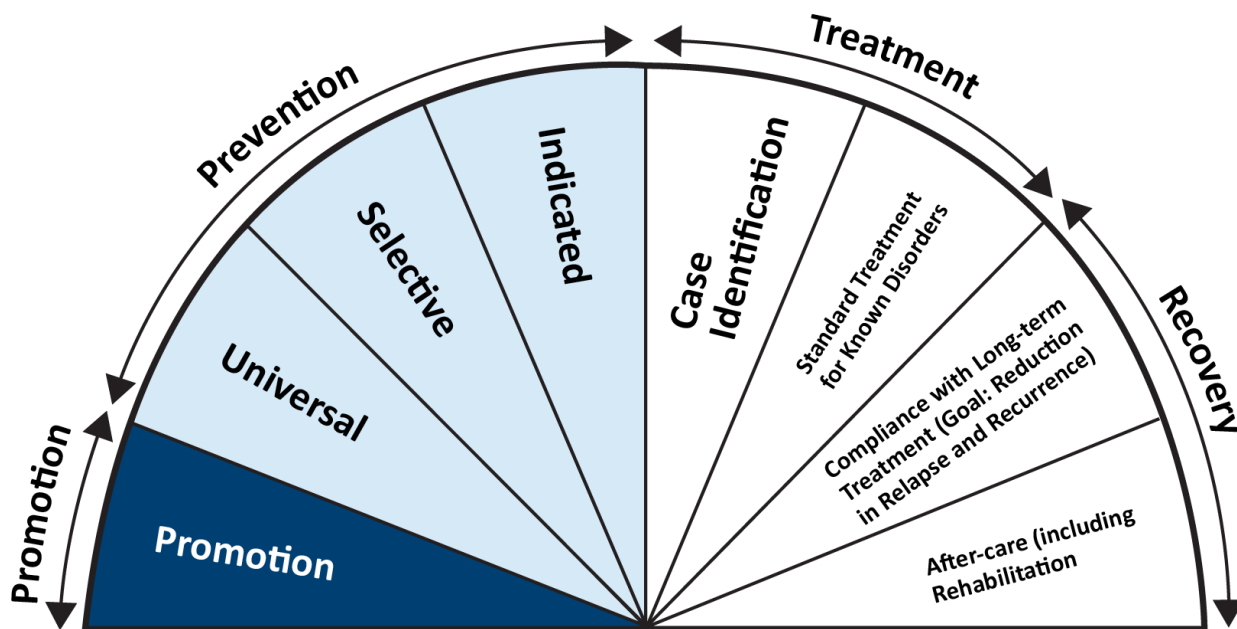 Promotion
Prevention
Treatment
Recovery
Promotion
Universal
Selective
Indicated
Case
Identification
Standard Treatment
for Known Disorders
Compliance with Long-term
Treatment (Goal: Reduction
in Relapse and Recurrence)
After-care (including
Rehabilitation